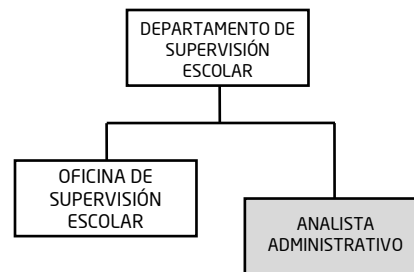 DEPARTAMENTO DE
SUPERVISIÓN
ESCOLAR
OFICINA DE
SUPERVISIÓN
ESCOLAR
ANALISTA
ADMINISTRATIVO